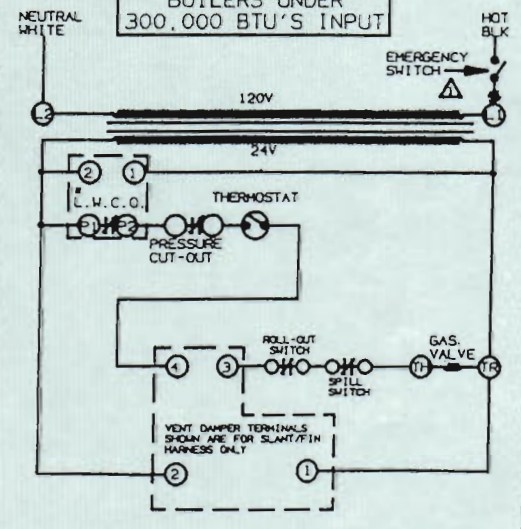 BOILERS UNDER
300,000 BTU'S INPUT
NEUTRAL
WHITE
HOT
BLK
EMERGENCY
SWITCH
1
L2
120V
L1
24V
2
1
*
L.W.C.O.
P1
P2
THERMOSTAT
PRESSURE
CUT-OUT
ROLL-OUT
SWITCH
GAS
VALVE
4
3
TH
TR
SPILL
SWITCH
VENT DAMPER TERMINALS
SHOWN ARE FOR SLANT/FIN
HARNESS ONLY
2
1